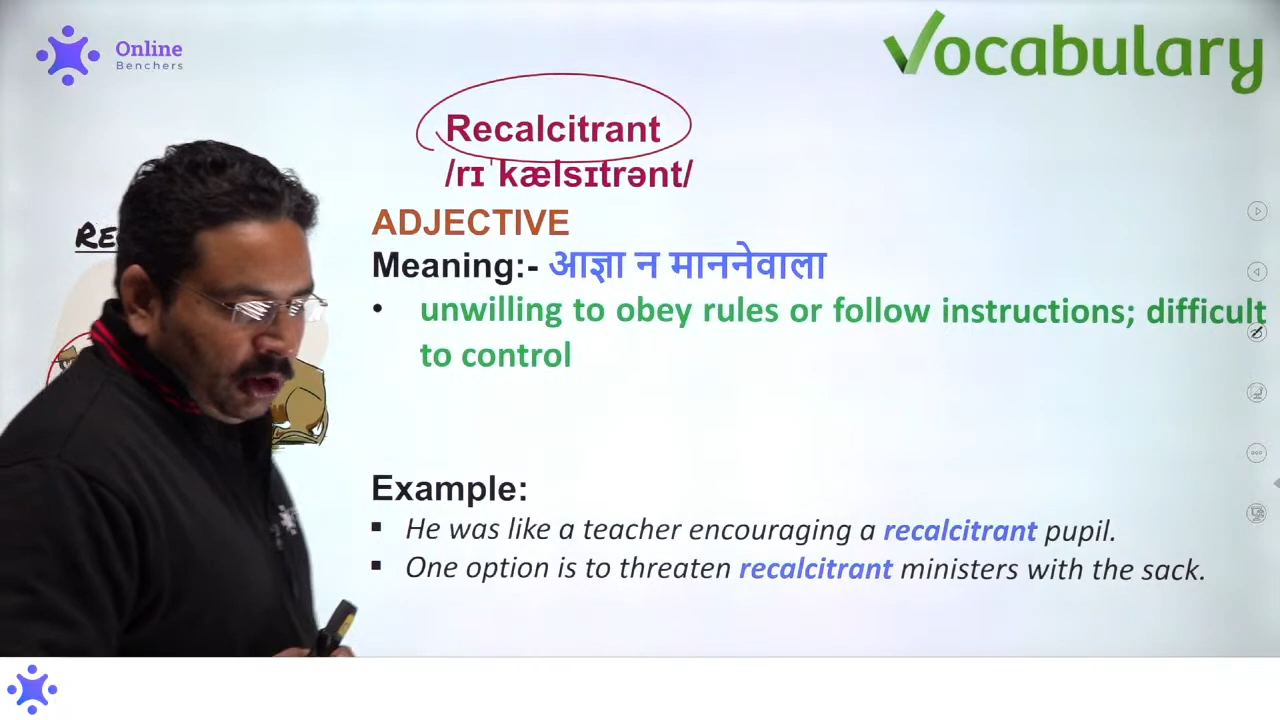 Online
Benchers
Vocabulary
Recalcitrant
/rɪˈkælsɪtrənt/
ADJECTIVE
Meaning:- आज्ञा न माननेवाला
• unwilling to obey rules or follow instructions; difficult
to control
Example:
▪ He was like a teacher encouraging a recalcitrant pupil.
▪ One option is to threaten recalcitrant ministers with the sack.